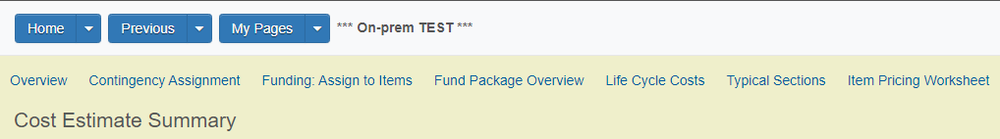 Home Previous My Pages *** On-prem TEST ***
Overview Contingency Assignment Funding: Assign to Items Fund Package Overview Life Cycle Costs Typical Sections Item Pricing Worksheet
Cost Estimate Summary